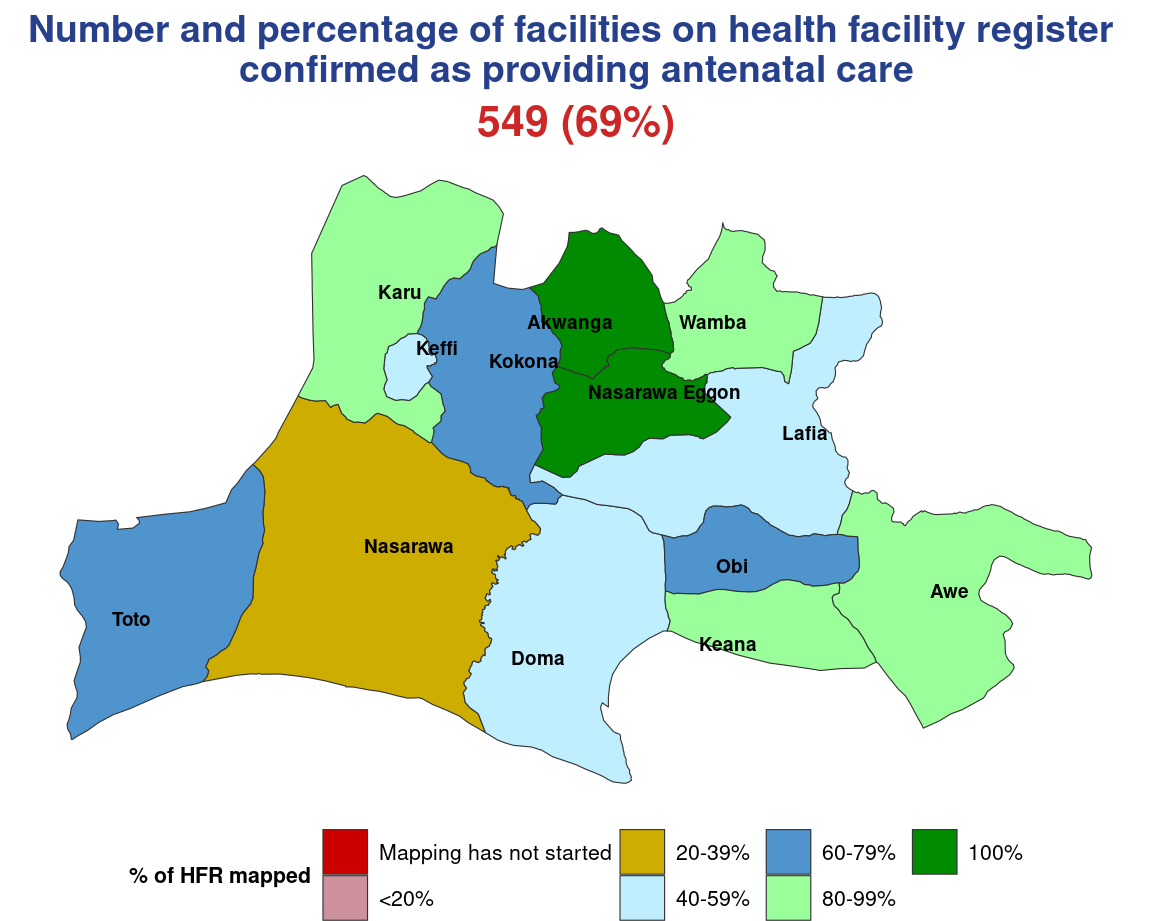 Number and percentage of facilities on health facility register
confirmed as providing antenatal care
549 (69%)
Karu
Akwanga
Wamba
Keffi
Kokona
Nasarawa Eggon
Lafia
Nasarawa
Obi
Awe
Toto
Keana
Doma
% of HFR mapped
Mapping has not started
<20%
20-39%
40-59%
60-79%
80-99%
100%